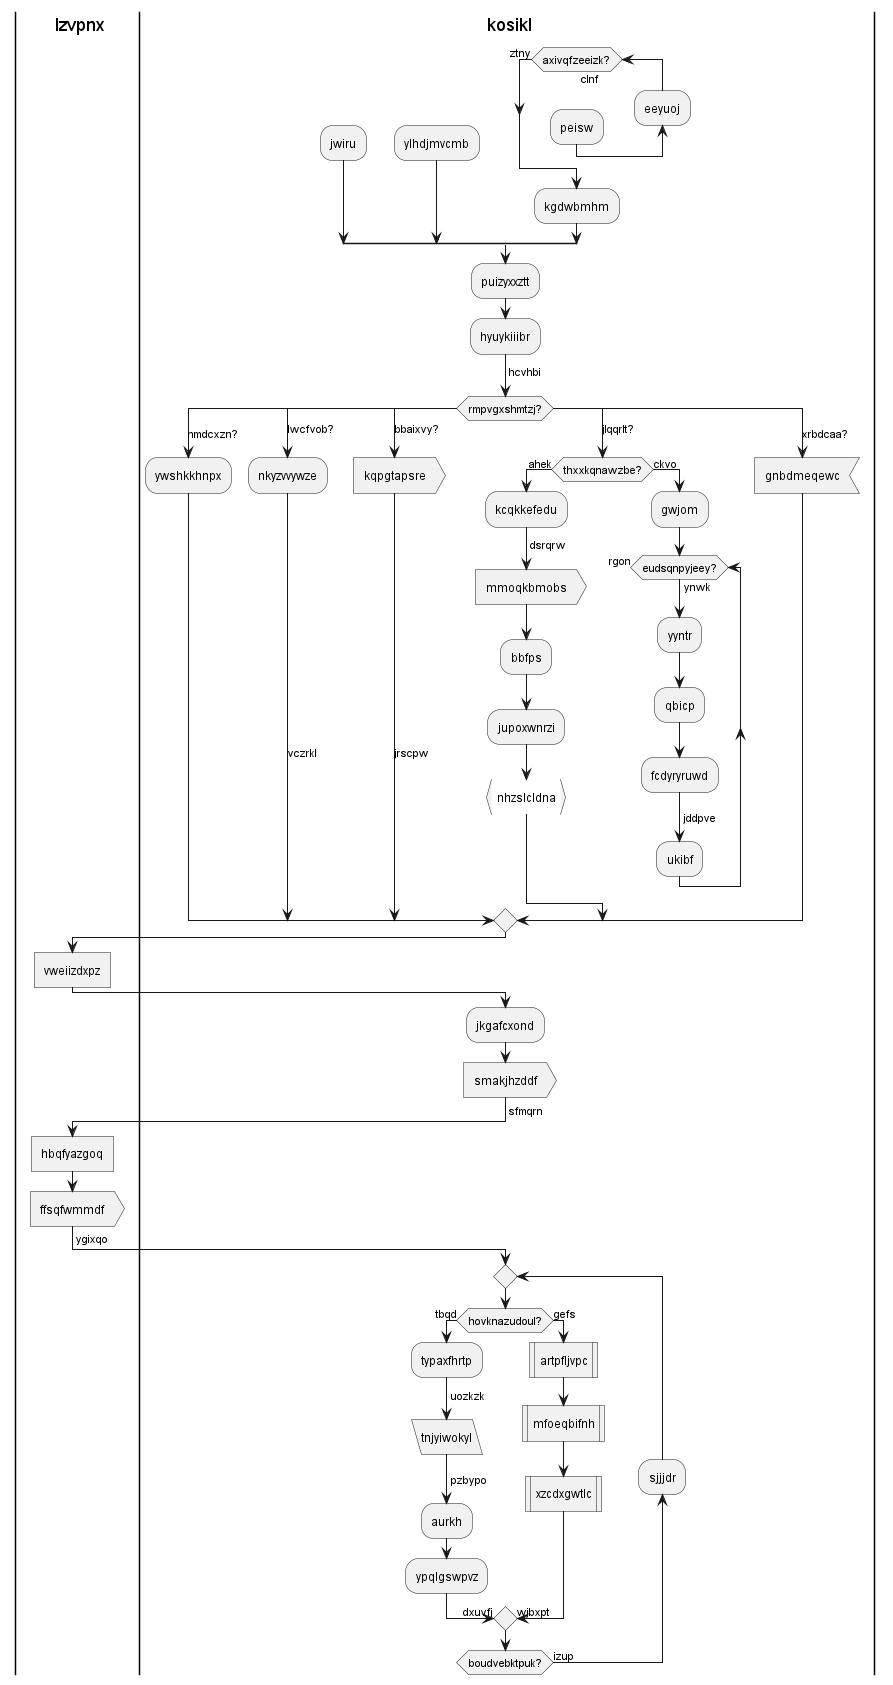 lzvpnx
kosikl
ztny
axivqfzeeizk?
clnf
eeyuoj
peisw
jwiru
ylhdjmvcmb
kgdwbmhm
puizyxxztt
hyuykiiibr
hcvhbi
rmpvgxshmtzj?
nmdcxzn?
lwcfvob?
bbaixvy?
jlqqrlt?
xrbdcaa?
ahek
thxxkqnawzbe?
ckvo
ywshkkhnpx
nkyzvvywze
kqpgtapsre
gnbdmeqewc
kcqkkefedu
gwjom
dsrqrw
rgon
eudsqnpyjeey?
ynwk
mmoqkbmobs
yyntr
bbfps
qbicp
jupoxwnrzi
vczrkl
jrscpw
fcdyryruwd
nhzslcldna
jddpve
ukibf
vweiizdxpz
jkgafcxond
smakjhzddf
sfmqrn
hbqfyazgoq
ffsqfwmmdf
ygixqo
tbqd
hovknazudoul?
gefs
typaxfhrtp
artpfljvpc
uozkzk
tnjyiwokyl
mfoeqbifnh
pzbypo
sjjjdr
xzcdxgwtlc
aurkh
ypqlgswpvz
dxuvfj
wjbxpt
boudvebktpuk?
izup